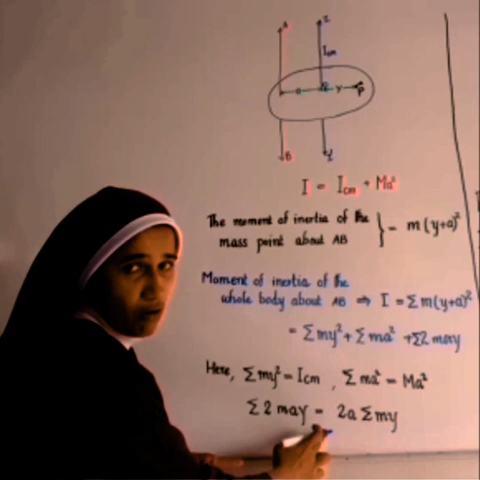 A
I
Icm
a
y
P
B
I = Icm + Ma²
The moment of inertia of the
mass point about AB } = m(y+a)²
Moment of inertia of the
whole body about AB ⇒ I = Σm(y+a)²
= Σmy² + Σma² + Σ2may
Here, Σmy² = Icm , Σma² = Ma²
Σ2may = 2aΣmy